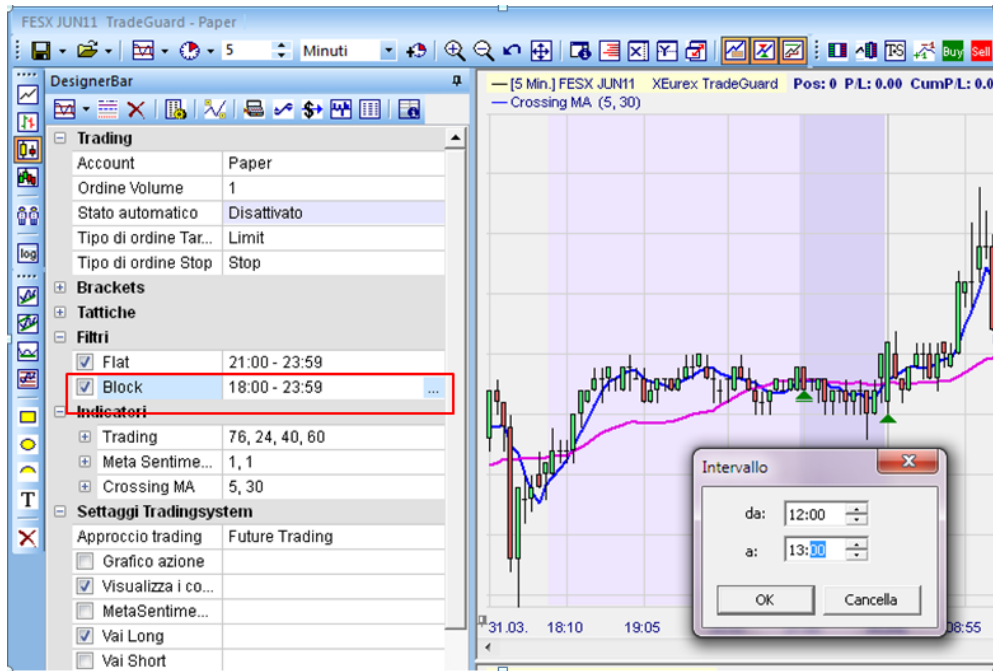 FESX JUN11 TradeGuard - Paper
5 Minuti
TS Buy Sell
DesignerBar
Trading
Account Paper
Ordine Volume 1
Stato automatico Disattivato
Tipo di ordine Tar... Limit
Tipo di ordine Stop Stop
Brackets
Tattiche
Filtri
Flat 21:00 - 23:59
Block 18:00 - 23:59 ...
Indicatori
Trading 76, 24, 40, 60
Meta Sentime... 1, 1
Crossing MA 5, 30
Settaggi Tradingsystem
Approccio trading Future Trading
Grafico azione
Visualizza i co...
MetaSentime...
Vai Long
Vai Short
log
T
[5 Min.] FESX JUN11 XEurex TradeGuard Pos: 0 P/L: 0.00 CumP/L: 0.0
Crossing MA (5, 30)
Intervallo
da: 12:00
a: 13:00
OK Cancella
31.03. 18:10 19:05 08:55